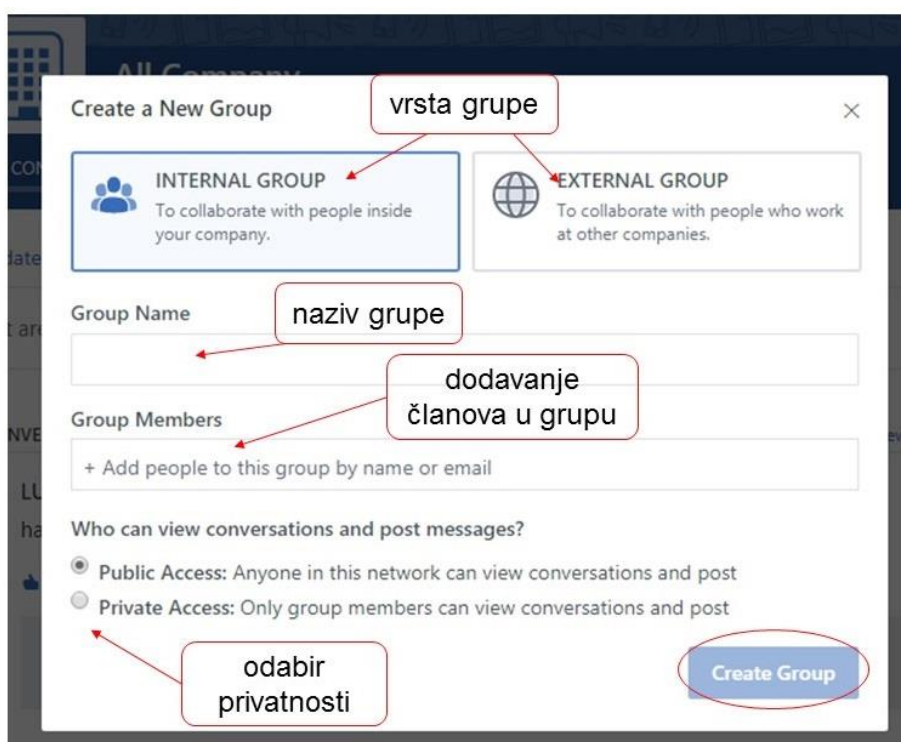 All Company
Create a New Group
vrsta grupe
INTERNAL GROUP
To collaborate with people inside
your company.
EXTERNAL GROUP
To collaborate with people who work
at other companies.
Group Name
naziv grupe
dodavanje
članova u grupu
Group Members
+ Add people to this group by name or email
Who can view conversations and post messages?
Public Access: Anyone in this network can view conversations and post
Private Access: Only group members can view conversations and post
odabir
privatnosti
Create Group